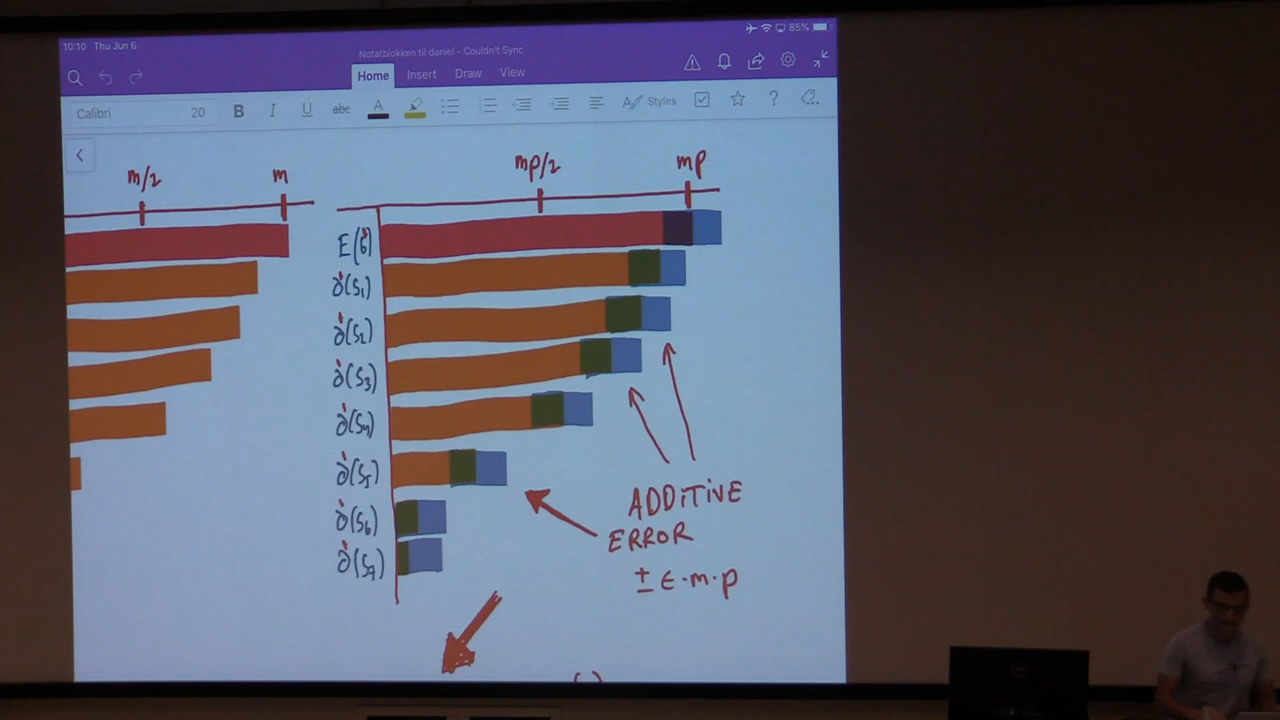 10:10 Thu Jun 6
85%
Notatblokken til daniel - Couldn't Sync
Home Insert Draw View
Calibri 20 B I U abc A Styles ?
m/2 m
mp/2 mp
E(Ġ)
∂(S1)
∂(S2)
∂(S3)
∂(S4)
∂(S5)
∂(S6)
∂(S7)
ADDITIVE
ERROR
± ε·m·p